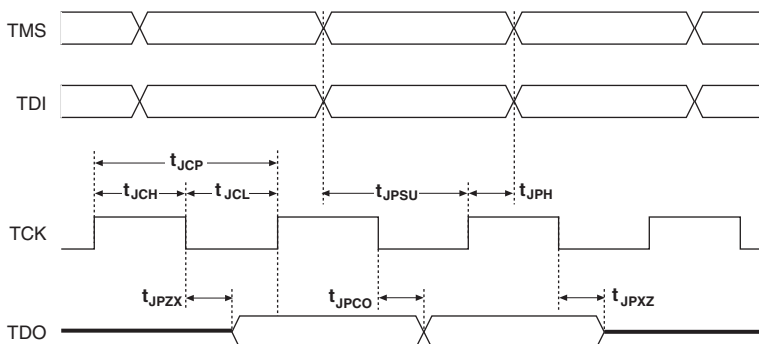 TMS
TDI
tJCP
tJCH
tJCL
tJPSU
tJPH
TCK
tJPZX
tJPCO
tJPXZ
TDO